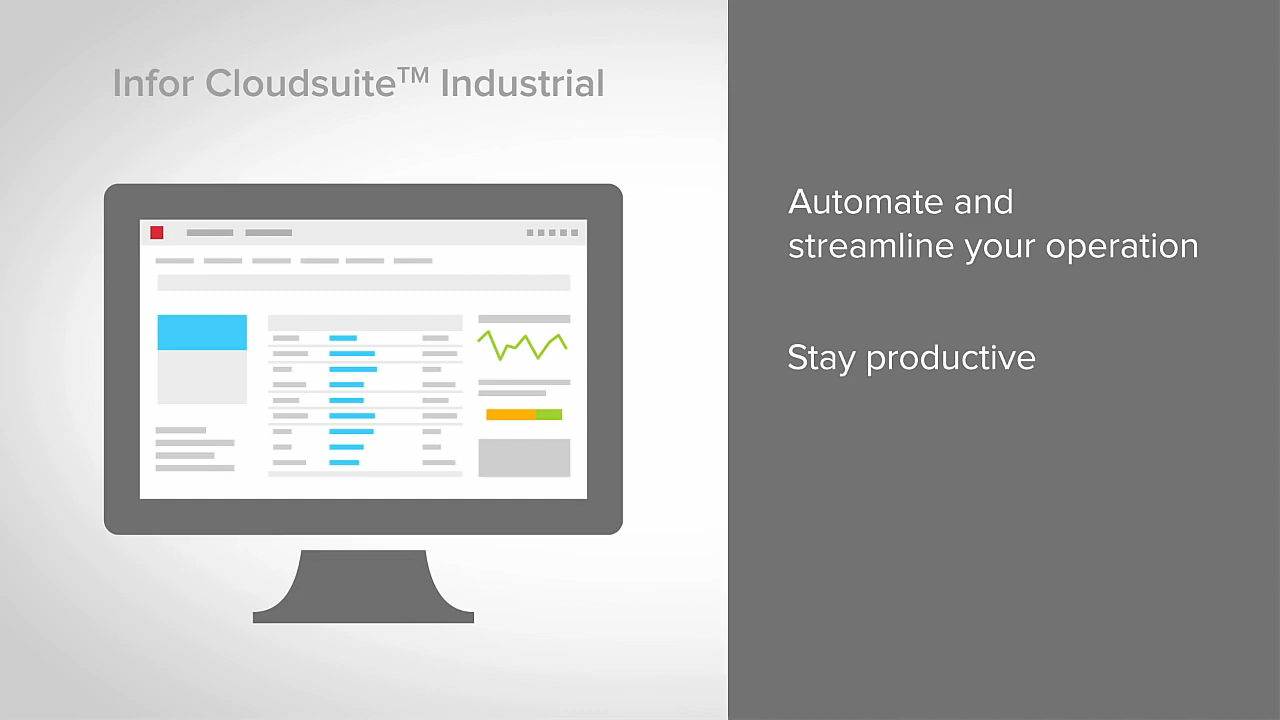 Infor Cloudsuite™ Industrial
Automate and
streamline your operation
Stay productive